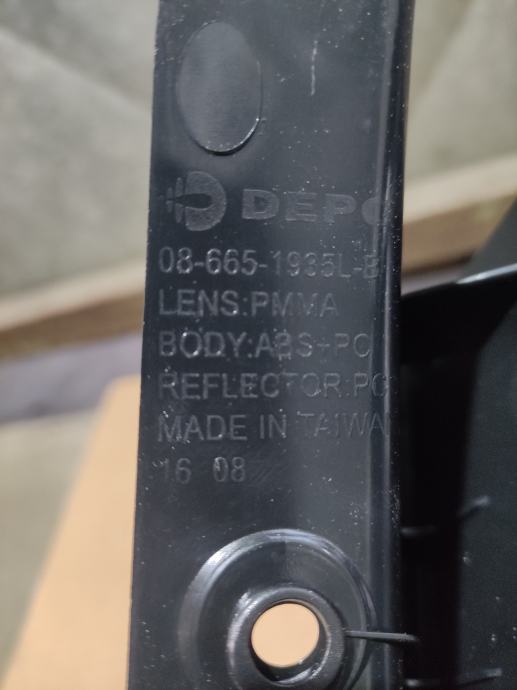 DEPO
08-665-1935L-B
LENS:PMMA
BODY:ABS+PC
REFLECTOR:PC
MADE IN TAIWAN
16 08